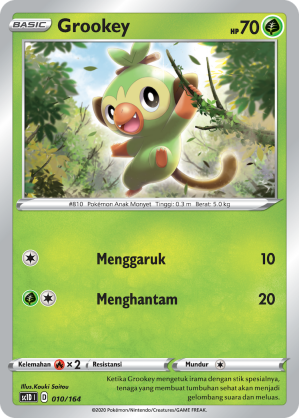 BASIC Grookey HP70
#810 Pokémon Anak Monyet Tinggi: 0.3 m Berat: 5.0 kg
Menggaruk 10
Menghantam 20
Kelemahan ×2 Resistansi Mundur
Illus.Kouki Saitou
sc1D I D 010/164
Ketika Grookey mengetuk irama dengan stik spesialnya,
tenaga yang membuat tumbuhan sehat akan menjadi
gelombang suara dan meluas.
©2020 Pokémon/Nintendo/Creatures/GAME FREAK.